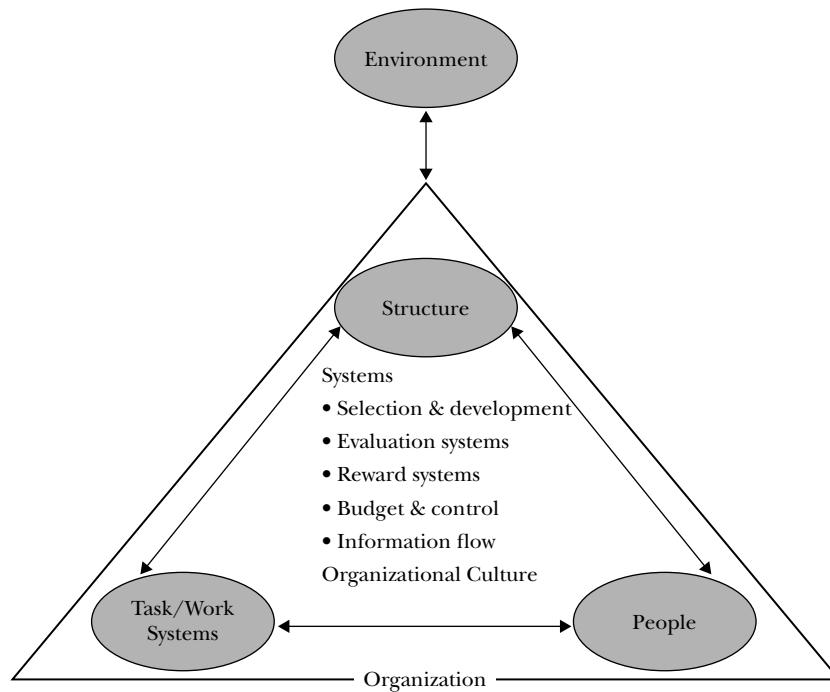 Environment
Structure
Systems
• Selection & development
• Evaluation systems
• Reward systems
• Budget & control
• Information flow
Organizational Culture
Task/Work
Systems
People
Organization